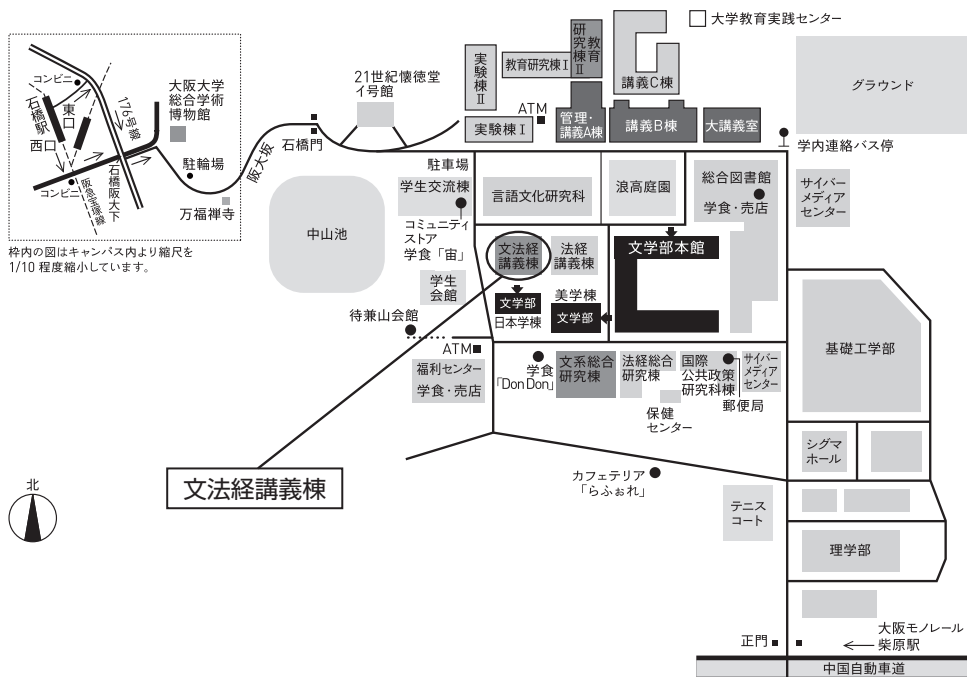 コンビニ
石橋駅
東口
西口
コンビニ
176号線
阪急宝塚線
石橋阪大下
大阪大学
総合学術
博物館
駐輪場
万福禅寺
枠内の図はキャンパス内より縮尺を
1/10 程度縮小しています。
阪大坂
石橋門
21世紀懐徳堂
イ号館
実験棟Ⅱ
教育研究棟Ⅰ
教育
研究棟Ⅱ
講義C棟
大学教育実践センター
ATM
実験棟Ⅰ
管理・
講義A棟
講義B棟
大講義室
グラウンド
学内連絡バス停
駐車場
学生交流棟
コミュニティ
ストア
学食「宙」
言語文化研究科
浪高庭園
総合図書館
学食・売店
サイバー
メディア
センター
中山池
文法経
講義棟
法経
講義棟
文学部本館
学生
会館
文学部
日本学棟
美学棟
文学部
待兼山会館
ATM
福利センター
学食・売店
学食
「Don Don」
文系総合
研究棟
法経総合
研究棟
国際
公共政策
研究科棟
サイバー
メディア
センター
郵便局
保健
センター
基礎工学部
シグマ
ホール
文法経講義棟
カフェテリア
「らふぉれ」
テニス
コート
北
理学部
正門
大阪モノレール
柴原駅
中国自動車道